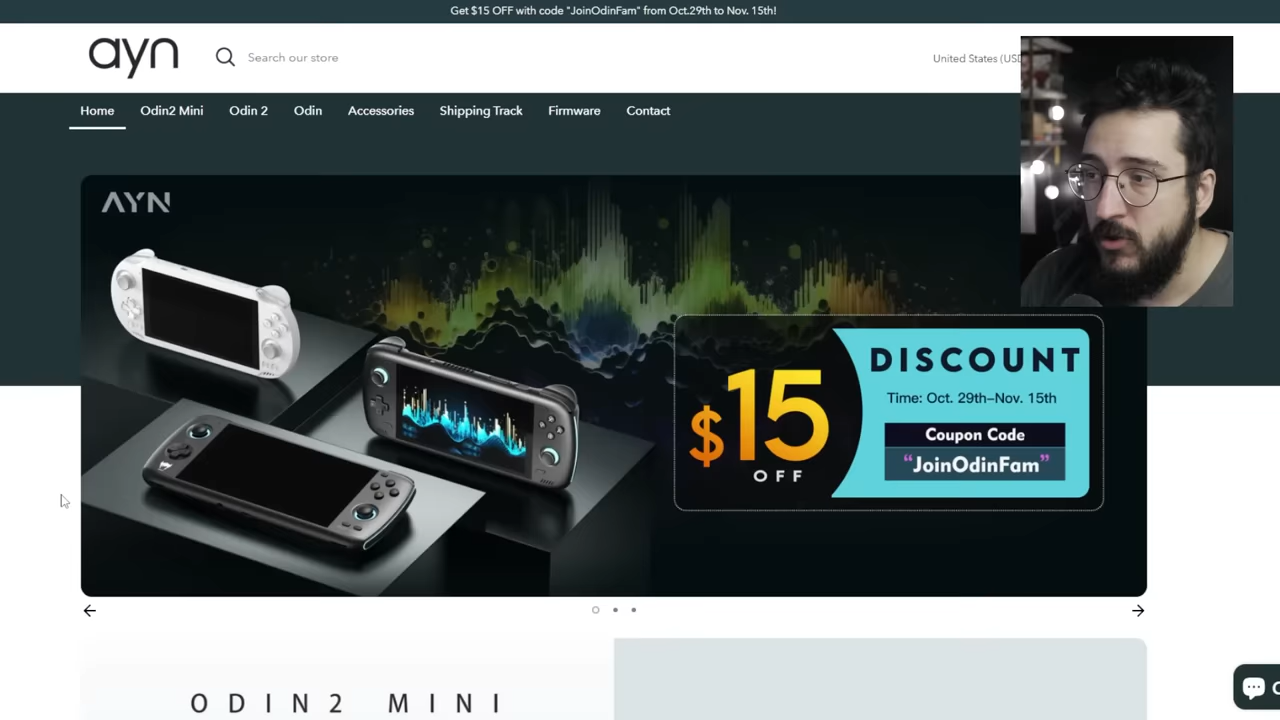 Get $15 OFF with code "JoinOdinFam" from Oct.29th to Nov. 15th!
ayn
Search our store
United States (USD
Home
Odin2 Mini
Odin 2
Odin
Accessories
Shipping Track
Firmware
Contact
AYN
$15
OFF
DISCOUNT
Time: Oct. 29th–Nov. 15th
Coupon Code
“JoinOdinFam”
ODIN2 MINI